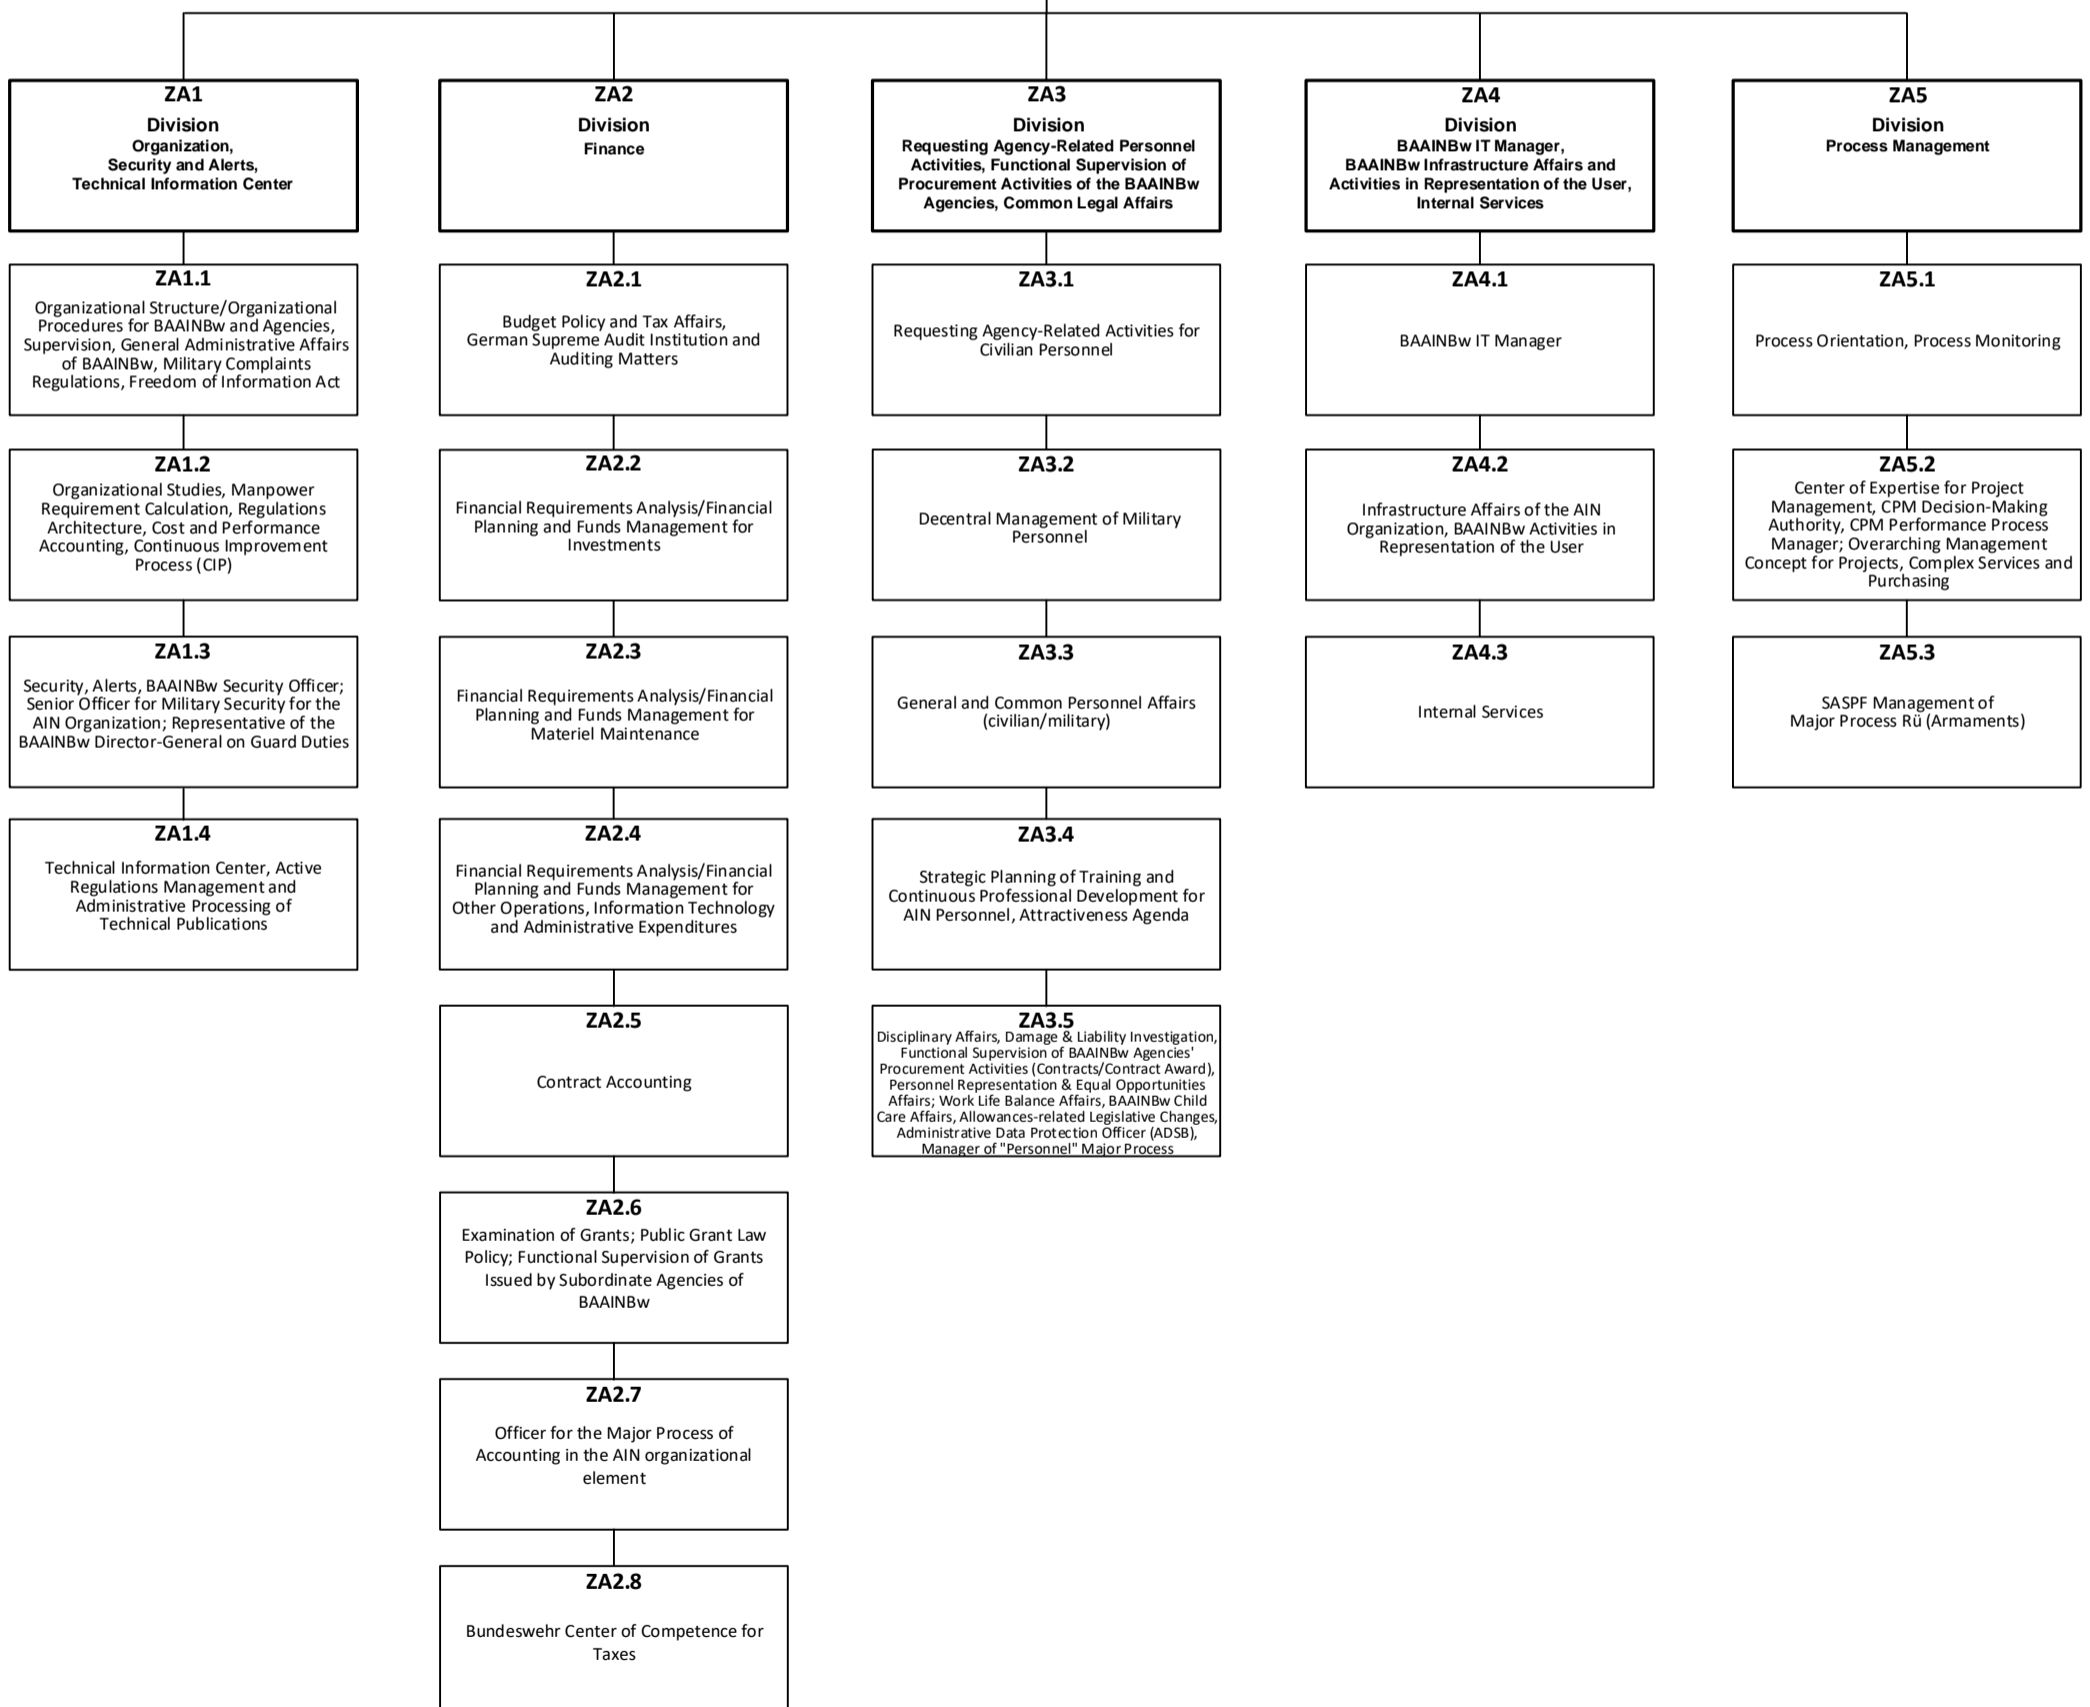 ZA1
Division
Organization,
Security and Alerts,
Technical Information Center
ZA1.1
Organizational Structure/Organizational
Procedures for BAAINBw and Agencies,
Supervision, General Administrative Affairs
of BAAINBw, Military Complaints
Regulations, Freedom of Information Act
ZA1.2
Organizational Studies, Manpower
Requirement Calculation, Regulations
Architecture, Cost and Performance
Accounting, Continuous Improvement
Process (CIP)
ZA1.3
Security, Alerts, BAAINBw Security Officer;
Senior Officer for Military Security for the
AIN Organization; Representative of the
BAAINBw Director-General on Guard Duties
ZA1.4
Technical Information Center, Active
Regulations Management and
Administrative Processing of
Technical Publications
ZA2
Division
Finance
ZA2.1
Budget Policy and Tax Affairs,
German Supreme Audit Institution and
Auditing Matters
ZA2.2
Financial Requirements Analysis/Financial
Planning and Funds Management for
Investments
ZA2.3
Financial Requirements Analysis/Financial
Planning and Funds Management for
Materiel Maintenance
ZA2.4
Financial Requirements Analysis/Financial
Planning and Funds Management for
Other Operations, Information Technology
and Administrative Expenditures
ZA2.5
Contract Accounting
ZA2.6
Examination of Grants; Public Grant Law
Policy; Functional Supervision of Grants
Issued by Subordinate Agencies of
BAAINBw
ZA2.7
Officer for the Major Process of
Accounting in the AIN organizational
element
ZA2.8
Bundeswehr Center of Competence for
Taxes
ZA3
Division
Requesting Agency-Related Personnel
Activities, Functional Supervision of
Procurement Activities of the BAAINBw
Agencies, Common Legal Affairs
ZA3.1
Requesting Agency-Related Activities for
Civilian Personnel
ZA3.2
Decentral Management of Military
Personnel
ZA3.3
General and Common Personnel Affairs
(civilian/military)
ZA3.4
Strategic Planning of Training and
Continuous Professional Development for
AIN Personnel, Attractiveness Agenda
ZA3.5
Disciplinary Affairs, Damage & Liability Investigation,
Functional Supervision of BAAINBw Agencies'
Procurement Activities (Contracts/Contract Award),
Personnel Representation & Equal Opportunities
Affairs; Work Life Balance Affairs, BAAINBw Child
Care Affairs, Allowances-related Legislative Changes,
Administrative Data Protection Officer (ADSB),
Manager of "Personnel" Major Process
ZA4
Division
BAAINBw IT Manager,
BAAINBw Infrastructure Affairs and
Activities in Representation of the User,
Internal Services
ZA4.1
BAAINBw IT Manager
ZA4.2
Infrastructure Affairs of the AIN
Organization, BAAINBw Activities in
Representation of the User
ZA4.3
Internal Services
ZA5
Division
Process Management
ZA5.1
Process Orientation, Process Monitoring
ZA5.2
Center of Expertise for Project
Management, CPM Decision-Making
Authority, CPM Performance Process
Manager; Overarching Management
Concept for Projects, Complex Services and
Purchasing
ZA5.3
SASPF Management of
Major Process Rü (Armaments)